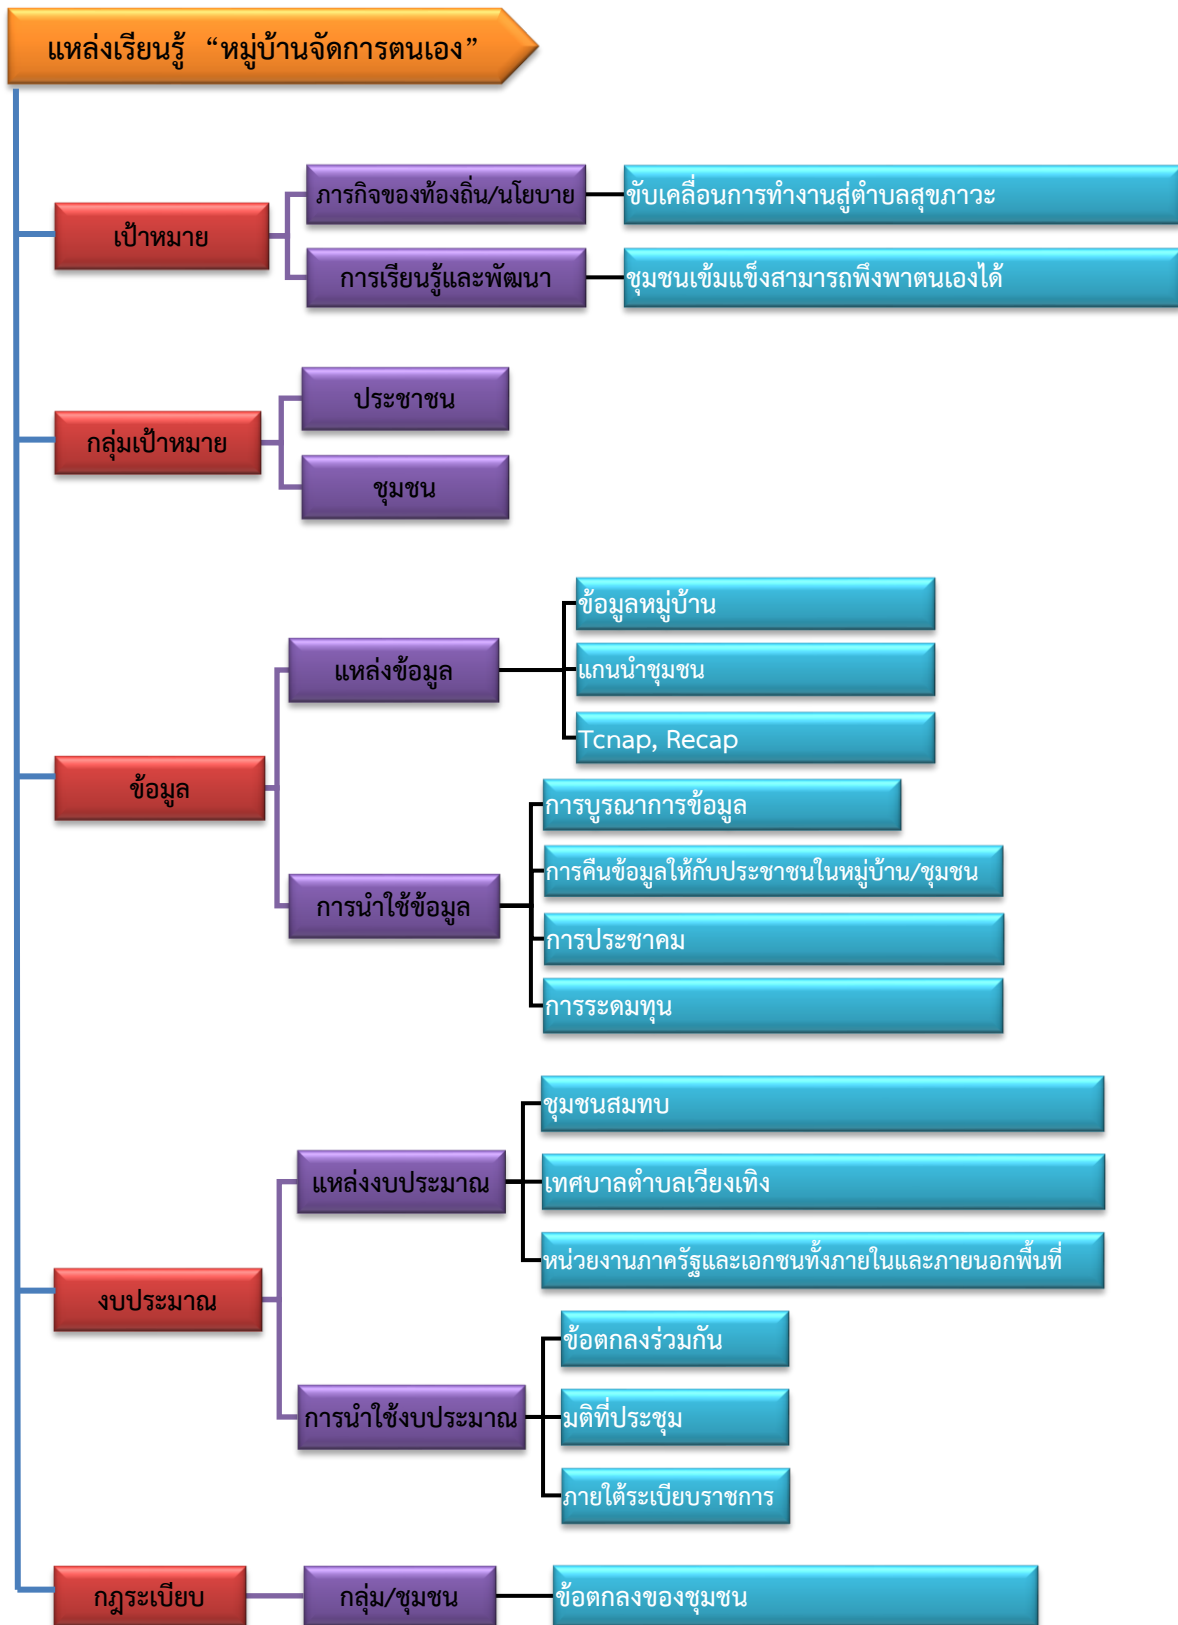 แหล่งเรียนรู้ “หมู่บ้านจัดการตนเอง”
เป้าหมาย
ภารกิจของท้องถิ่น/นโยบาย
ขับเคลื่อนการทำงานสู่ตำบลสุขภาวะ
การเรียนรู้และพัฒนา
ชุมชนเข้มแข็งสามารถพึงพาตนเองได้
กลุ่มเป้าหมาย
ประชาชน
ชุมชน
ข้อมูล
แหล่งข้อมูล
ข้อมูลหมู่บ้าน
แกนนำชุมชน
Tcnap, Recap
การนำใช้ข้อมูล
การบูรณาการข้อมูล
การคืนข้อมูลให้กับประชาชนในหมู่บ้าน/ชุมชน
การประชาคม
การระดมทุน
งบประมาณ
แหล่งงบประมาณ
ชุมชนสมทบ
เทศบาลตำบลเวียงเทิง
หน่วยงานภาครัฐและเอกชนทั้งภายในและภายนอกพื้นที่
การนำใช้งบประมาณ
ข้อตกลงร่วมกัน
มติที่ประชุม
ภายใต้ระเบียบราชการ
กฎระเบียบ
กลุ่ม/ชุมชน
ข้อตกลงของชุมชน